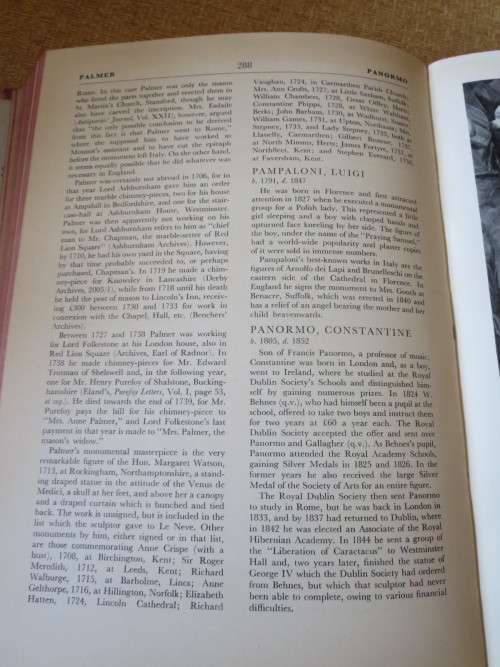 288
PALMER
PANORMO
Rome. In this case Palmer was only the mason
who fitted the parts together and erected them in
St. Martin's Church, Stamford, though he may
also have carved the inscription. Mrs. Esdaile
Journal, Vol. XXII), however, argued
that "the only possible conclusion to be derived
from this fact is that Palmer went to Rome,"
where she supposed him to have worked as
Monnot's assistant and to have cut the epitaph
before the monument left Italy. On the other hand,
it seems equally possible that he did whatever was
necessary in England.
Palmer was certainly not abroad in 1706, for in
that year Lord Ashburnham gave him an order
for three marble chimney-pieces, two for his house
at Ampthill in Bedfordshire, and one for the stair-
case-hall at Ashburnham House, Westminster.
Palmer was then apparently not working on his
own, for Lord Ashburnham refers to him as "chief
man to Mr. Chapman, the marble-seller of Red
Lion Square" (Ashburnham Archives). However,
by 1710, he had his own yard in the Square, having
by that time probably succeeded to, or perhaps
purchased, Chapman's. In 1719 he made a chim-
ney-piece for Knowsley in Lancashire (Derby
Archives, 2005/1), while from 1718 until his death
he held the post of mason to Lincoln's Inn, receiv-
ing £300 between 1730 and 1733 for work in
connexion with the Chapel, Hall, etc. (Benchers'
Archives).
Between 1727 and 1738 Palmer was working
for Lord Folkestone at his London house, also in
Red Lion Square (Archives, Earl of Radnor). In
1738 he made chimney-pieces for Mr. Edward
Trotman of Shelswell and, in the following year,
one for Mr. Henry Purefoy of Shalstone, Bucking-
hamshire (Eland's, Purefoy Letters, Vol. I, page 53,
et seq.). He died towards the end of 1739, for Mr.
Purefoy pays the bill for his chimney-piece to
"Mrs. Anne Palmer," and Lord Folkestone's last
payment in that year is made to "Mrs. Palmer, the
mason's widow."
Palmer's monumental masterpiece is the very
remarkable figure of the Hon. Margaret Watson,
1713, at Rockingham, Northamptonshire, a stand-
ing draped statue in the attitude of the Venus de
Medici, a skull at her feet, and above her a canopy
and a draped curtain which is bunched and tied
back. The work is unsigned, but is included in the
list which the sculptor gave to Le Neve. Other
monuments by him, either signed or in that list,
are those commemorating Anne Crispe (with a
bust), 1708, at Birchington, Kent; Sir Roger
Meredith, 1712, at Leeds, Kent; Richard
Walburge, 1715, at Barholme, Lincs; Anne
Gelthorpe, 1716, at Hillington, Norfolk; Elizabeth
Hatten, 1724, Lincoln Cathedral; Richard
Vaughan, 1724, in Carmarthen Parish Church;
Mrs. Ann Crofts, 1727, at Little Saxham, Suffolk;
William Chambers, 1728, Great Offley, Herts;
Constantine Phipps, 1728, at White Waltham,
Berks; John Barham, 1730, at Wadhurst, Sussex;
William Games, 1731, at Upton, Northants; Mrs.
Stepney, 1733, and Lady Stepney, 1735, both at
Llanelly, Carmarthen; Gilbert Browne, 1735,
at North Mimms, Herts; James Fortrye, 1737, at
Northfleet, Kent; and Stephen Everard, 1738,
at Faversham, Kent.
PAMPALONI, LUIGI
b. 1791, d. 1847
He was born in Florence and first attracted
attention in 1827 when he executed a monumental
group for a Polish lady. This represented a little
girl sleeping and a boy with clasped hands and
upturned face kneeling by her side. The figure of
the boy, under the name of the "Praying Samuel,"
had a world-wide popularity and plaster copies
of it were sold in immense numbers.
Pampaloni's best-known works in Italy are the
figures of Arnolfo dei Lapi and Brunelleschi on the
eastern side of the Cathedral in Florence. In
England he signs the monument to Mrs. Gooch at
Benacre, Suffolk, which was erected in 1840 and
has a relief of an angel bearing the mother and her
child heavenwards.
PANORMO, CONSTANTINE
b. 1805, d. 1852
Son of Francis Panormo, a professor of music,
Constantine was born in London and, as a boy,
went to Ireland, where he studied at the Royal
Dublin Society's Schools and distinguished him-
self by gaining numerous prizes. In 1824 W.
Behnes (q.v.), who had himself been a pupil at the
school, offered to take two boys and instruct them
for two years at £60 a year each. The Royal
Dublin Society accepted the offer and sent over
Panormo and Gallagher (q.v.). As Behnes's pupil,
Panormo attended the Royal Academy Schools,
gaining Silver Medals in 1825 and 1826. In the
former years he also received the large Silver
Medal of the Society of Arts for an entire figure.
The Royal Dublin Society then sent Panormo
to study in Rome, but he was back in London in
1833, and by 1837 had returned to Dublin, where
in 1842 he was elected an Associate of the Royal
Hibernian Academy. In 1844 he sent a group of
the "Liberation of Caractacus" to Westminster
Hall and, two years later, finished the statue of
George IV which the Dublin Society had ordered
from Behnes, but which that sculptor had never
been able to complete, owing to various financial
difficulties.